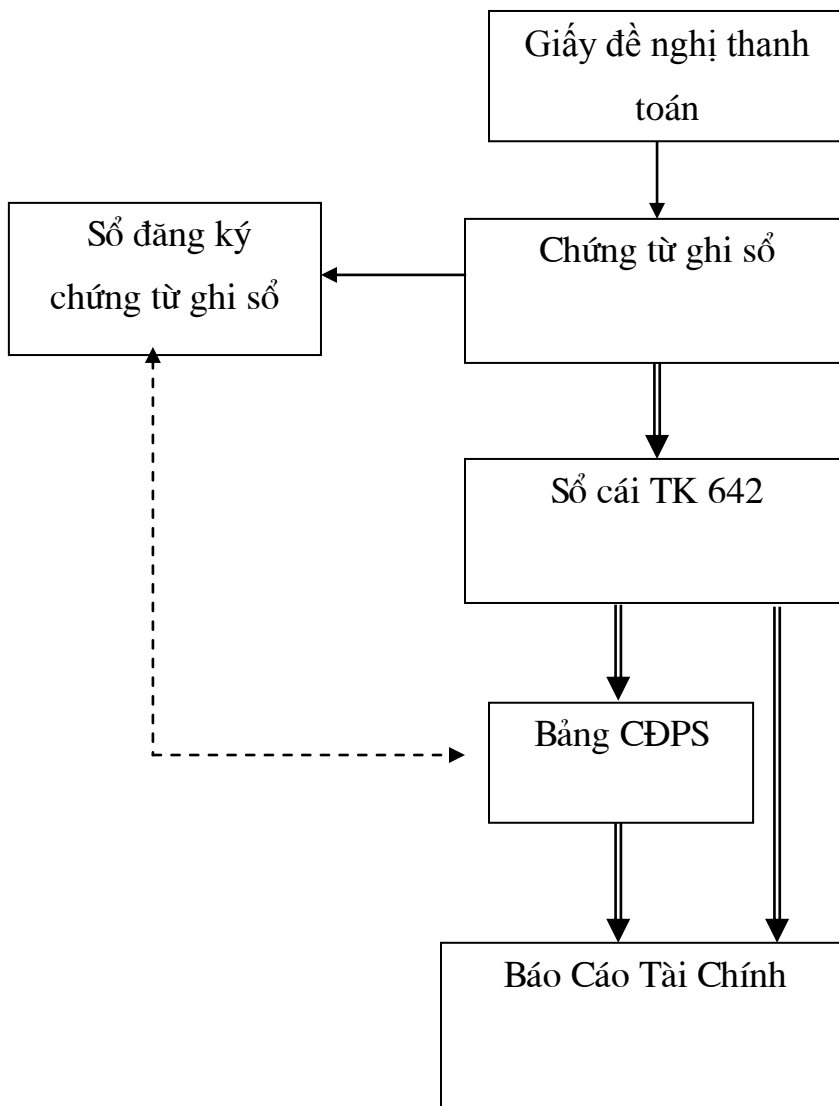 Giấy đề nghị thanh
toán
Sổ đăng ký
chứng từ ghi sổ
Chứng từ ghi sổ
Sổ cái TK 642
Bảng CĐPS
Báo Cáo Tài Chính